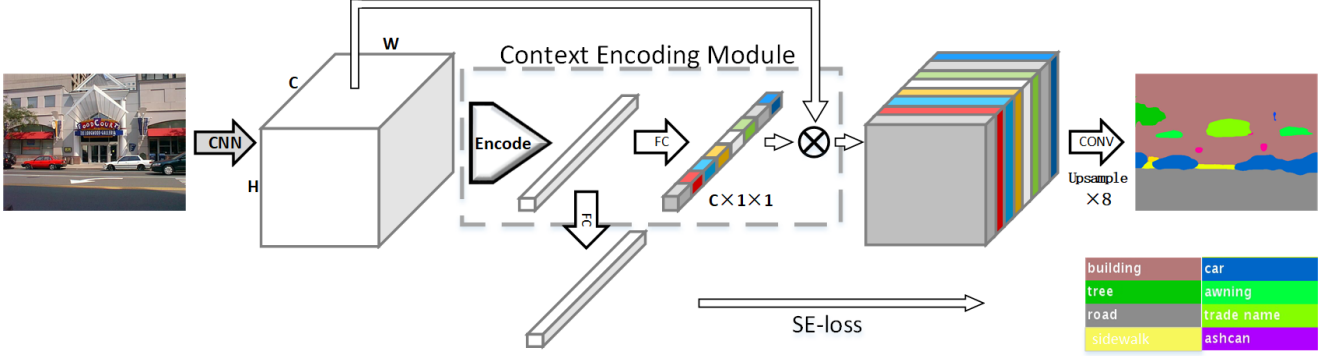 W
Context Encoding Module
C
FOODCOURT
CNN
Encode
FC
CONV
H
Upsample
×8
C×1×1
FC
building
car
tree
awning
road
trade name
sidewalk
ashcan
SE-loss